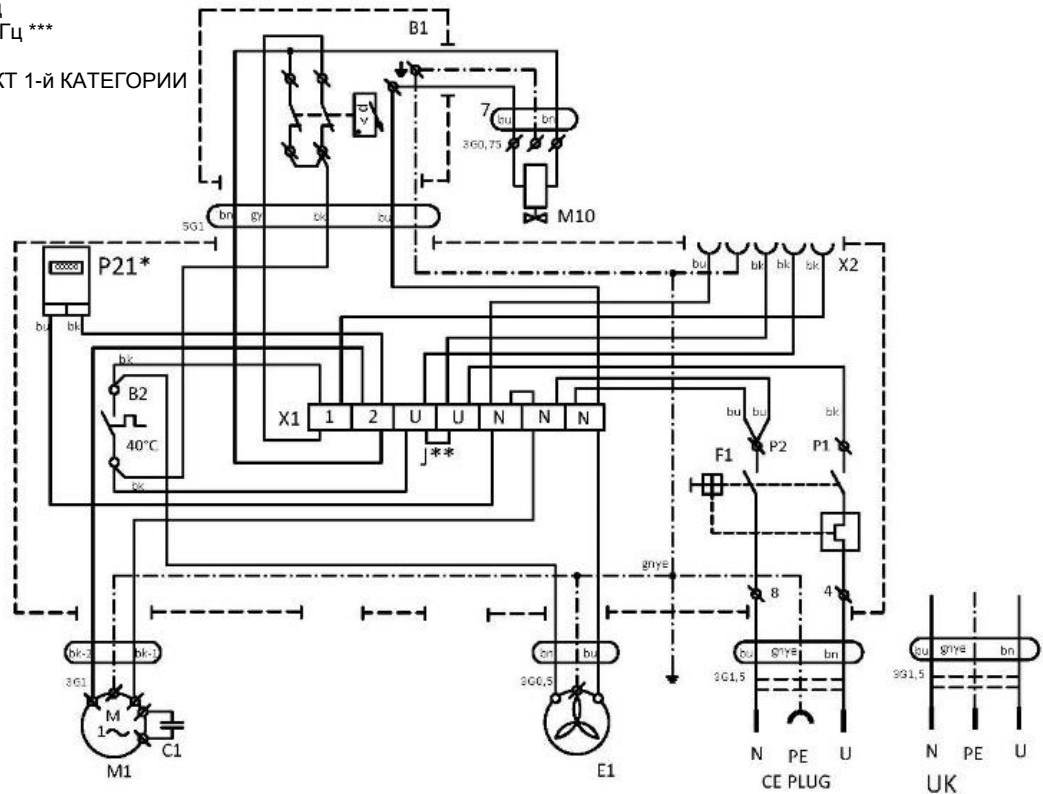 Гц ***
КТ 1-й КАТЕГОРИИ
B1
7
bu bn
3G0,75
M10
bn gy bk bu
5G1
P21*
bu bk
bu bk bk bk
X2
bk
B2
40°C
bk
X1 1 2 U U N N N
J**
bu bu bk
P2 P1
F1
gnye
8 4
bk-2 bk-1
3G1
M
1~
C1
M1
bn bu
3G0,5
E1
bu gnye bn
3G1,5
N PE U
CE PLUG
bu gnye bn
3G1,5
N PE U
UK